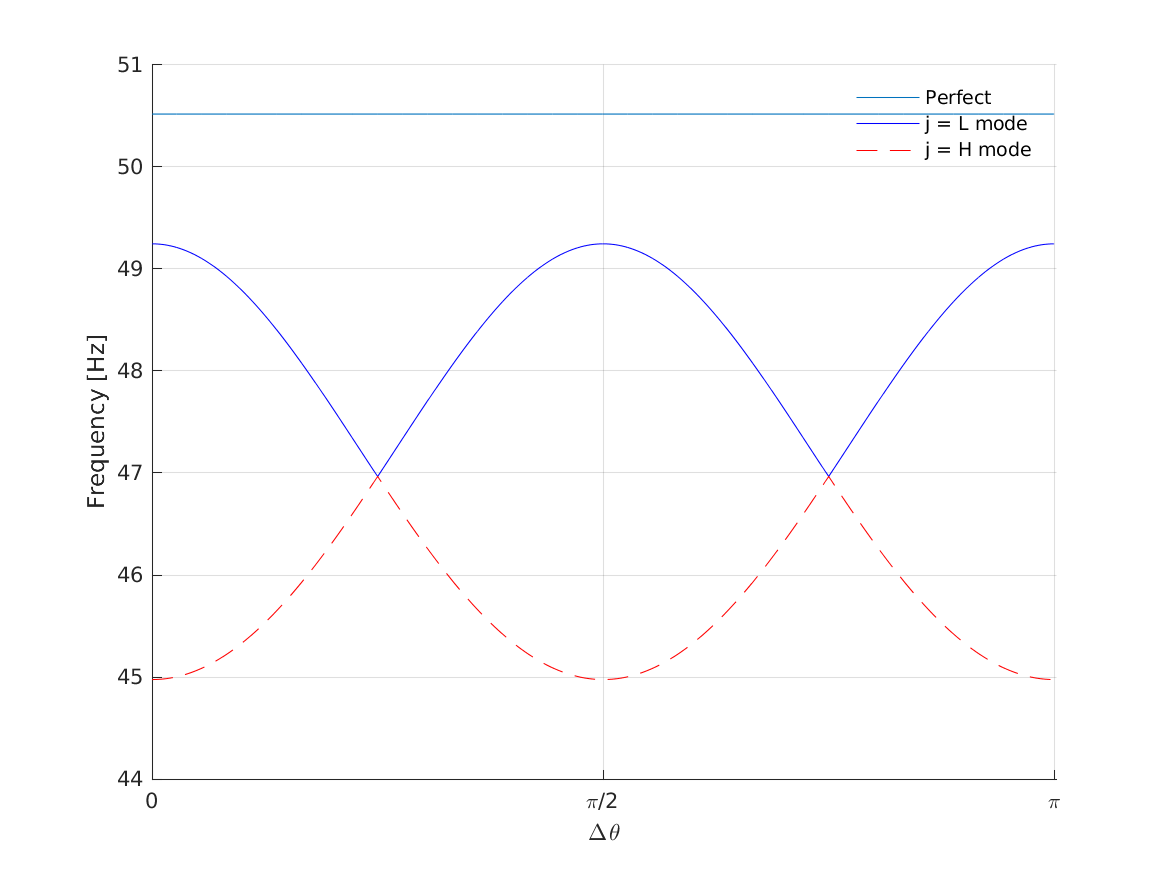 51
50
49
48
47
46
45
44
Frequency [Hz]
Perfect
j = L mode
j = H mode
0
π/2
π
Δθ